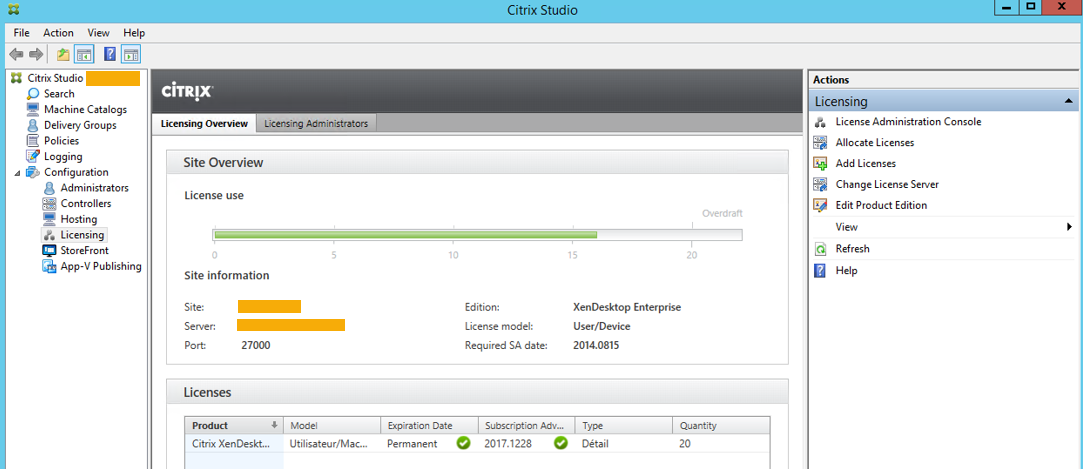 Citrix Studio
File Action View Help
Citrix Studio
Search
Machine Catalogs
Delivery Groups
Policies
Logging
Configuration
Administrators
Controllers
Hosting
Licensing
StoreFront
App-V Publishing
CITRIX
Licensing Overview Licensing Administrators
Site Overview
License use
Overdraft
0 5 10 15 20
Site information
Site: Edition: XenDesktop Enterprise
Server: License model: User/Device
Port: 27000 Required SA date: 2014.0815
Licenses
Product Model Expiration Date Subscription Adv... Type Quantity
Citrix XenDeskt... Utilisateur/Mac... Permanent 2017.1228 Détail 20
Actions
Licensing
License Administration Console
Allocate Licenses
Add Licenses
Change License Server
Edit Product Edition
View
Refresh
Help